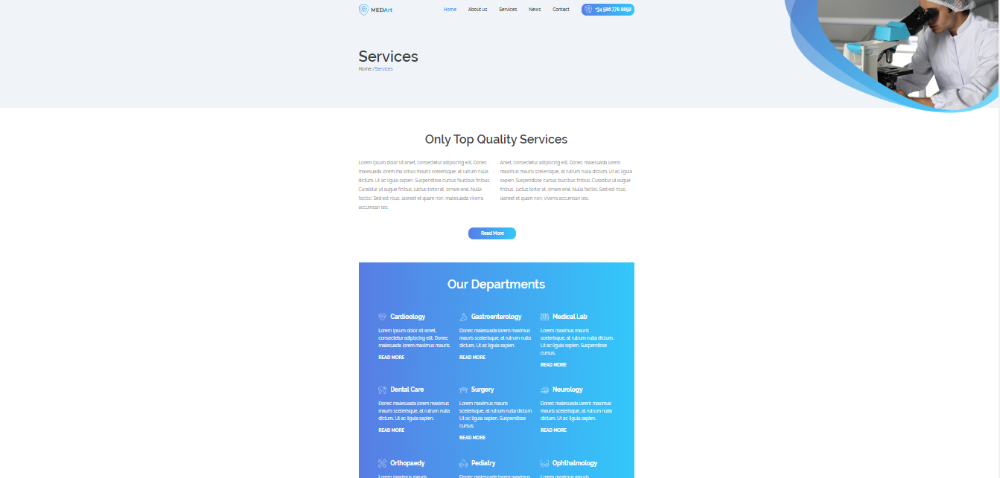 MEDArt
Home About us Services News Contact +34 586 778 8892
Services
Home /Services
Only Top Quality Services
Lorem ipsum dolor sit amet, consectetur adipiscing elit. Donec
malesuada lorem ma ximus mauris scelerisque, at rutrum nulla
dictum. Ut ac ligula sapien. Suspendisse cursus faucibus finibus.
Curabitur ut augue finibus, luctus tortor at, ornare erat. Nulla
facilisi. Sed est risus, laoreet et quam non, malesuada viverra
accumsan leo.
Amet, consectetur adipiscing elit. Donec malesuada lorem
maximus mauris scelerisque, at rutrum nulla dictum. Ut ac ligula
sapien. Suspendisse cursus faucibus finibus. Curabitur ut augue
finibus, luctus tortor at, ornare erat. Nulla facilisi. Sed est risus,
laoreet et quam non, viverra accumsan leo.
Read More
Our Departments
Cardiology
Lorem ipsum dolor sit amet,
consectetur adipiscing elit. Donec
malesuada lorem maximus mauris.
READ MORE
Gastroenterology
Donec malesuada lorem maximus
mauris scelerisque, at rutrum nulla
dictum. Ut ac ligula sapien.
READ MORE
Medical Lab
Lorem maximus mauris
scelerisque, at rutrum nulla dictum.
Ut ac ligula sapien. Suspendisse
cursus.
READ MORE
Dental Care
Donec malesuada lorem maximus
mauris scelerisque, at rutrum nulla
dictum. Ut ac ligula sapien.
READ MORE
Surgery
Lorem maximus mauris
scelerisque, at rutrum nulla dictum.
Ut ac ligula sapien. Suspendisse
cursus.
READ MORE
Neurology
Donec malesuada lorem maximus
mauris scelerisque, at rutrum nulla
dictum. Ut ac ligula sapien.
READ MORE
Orthopaedy
Lorem maximus mauris
Pediatry
Donec malesuada lorem maximus
Ophthalmology
Lorem maximus mauris